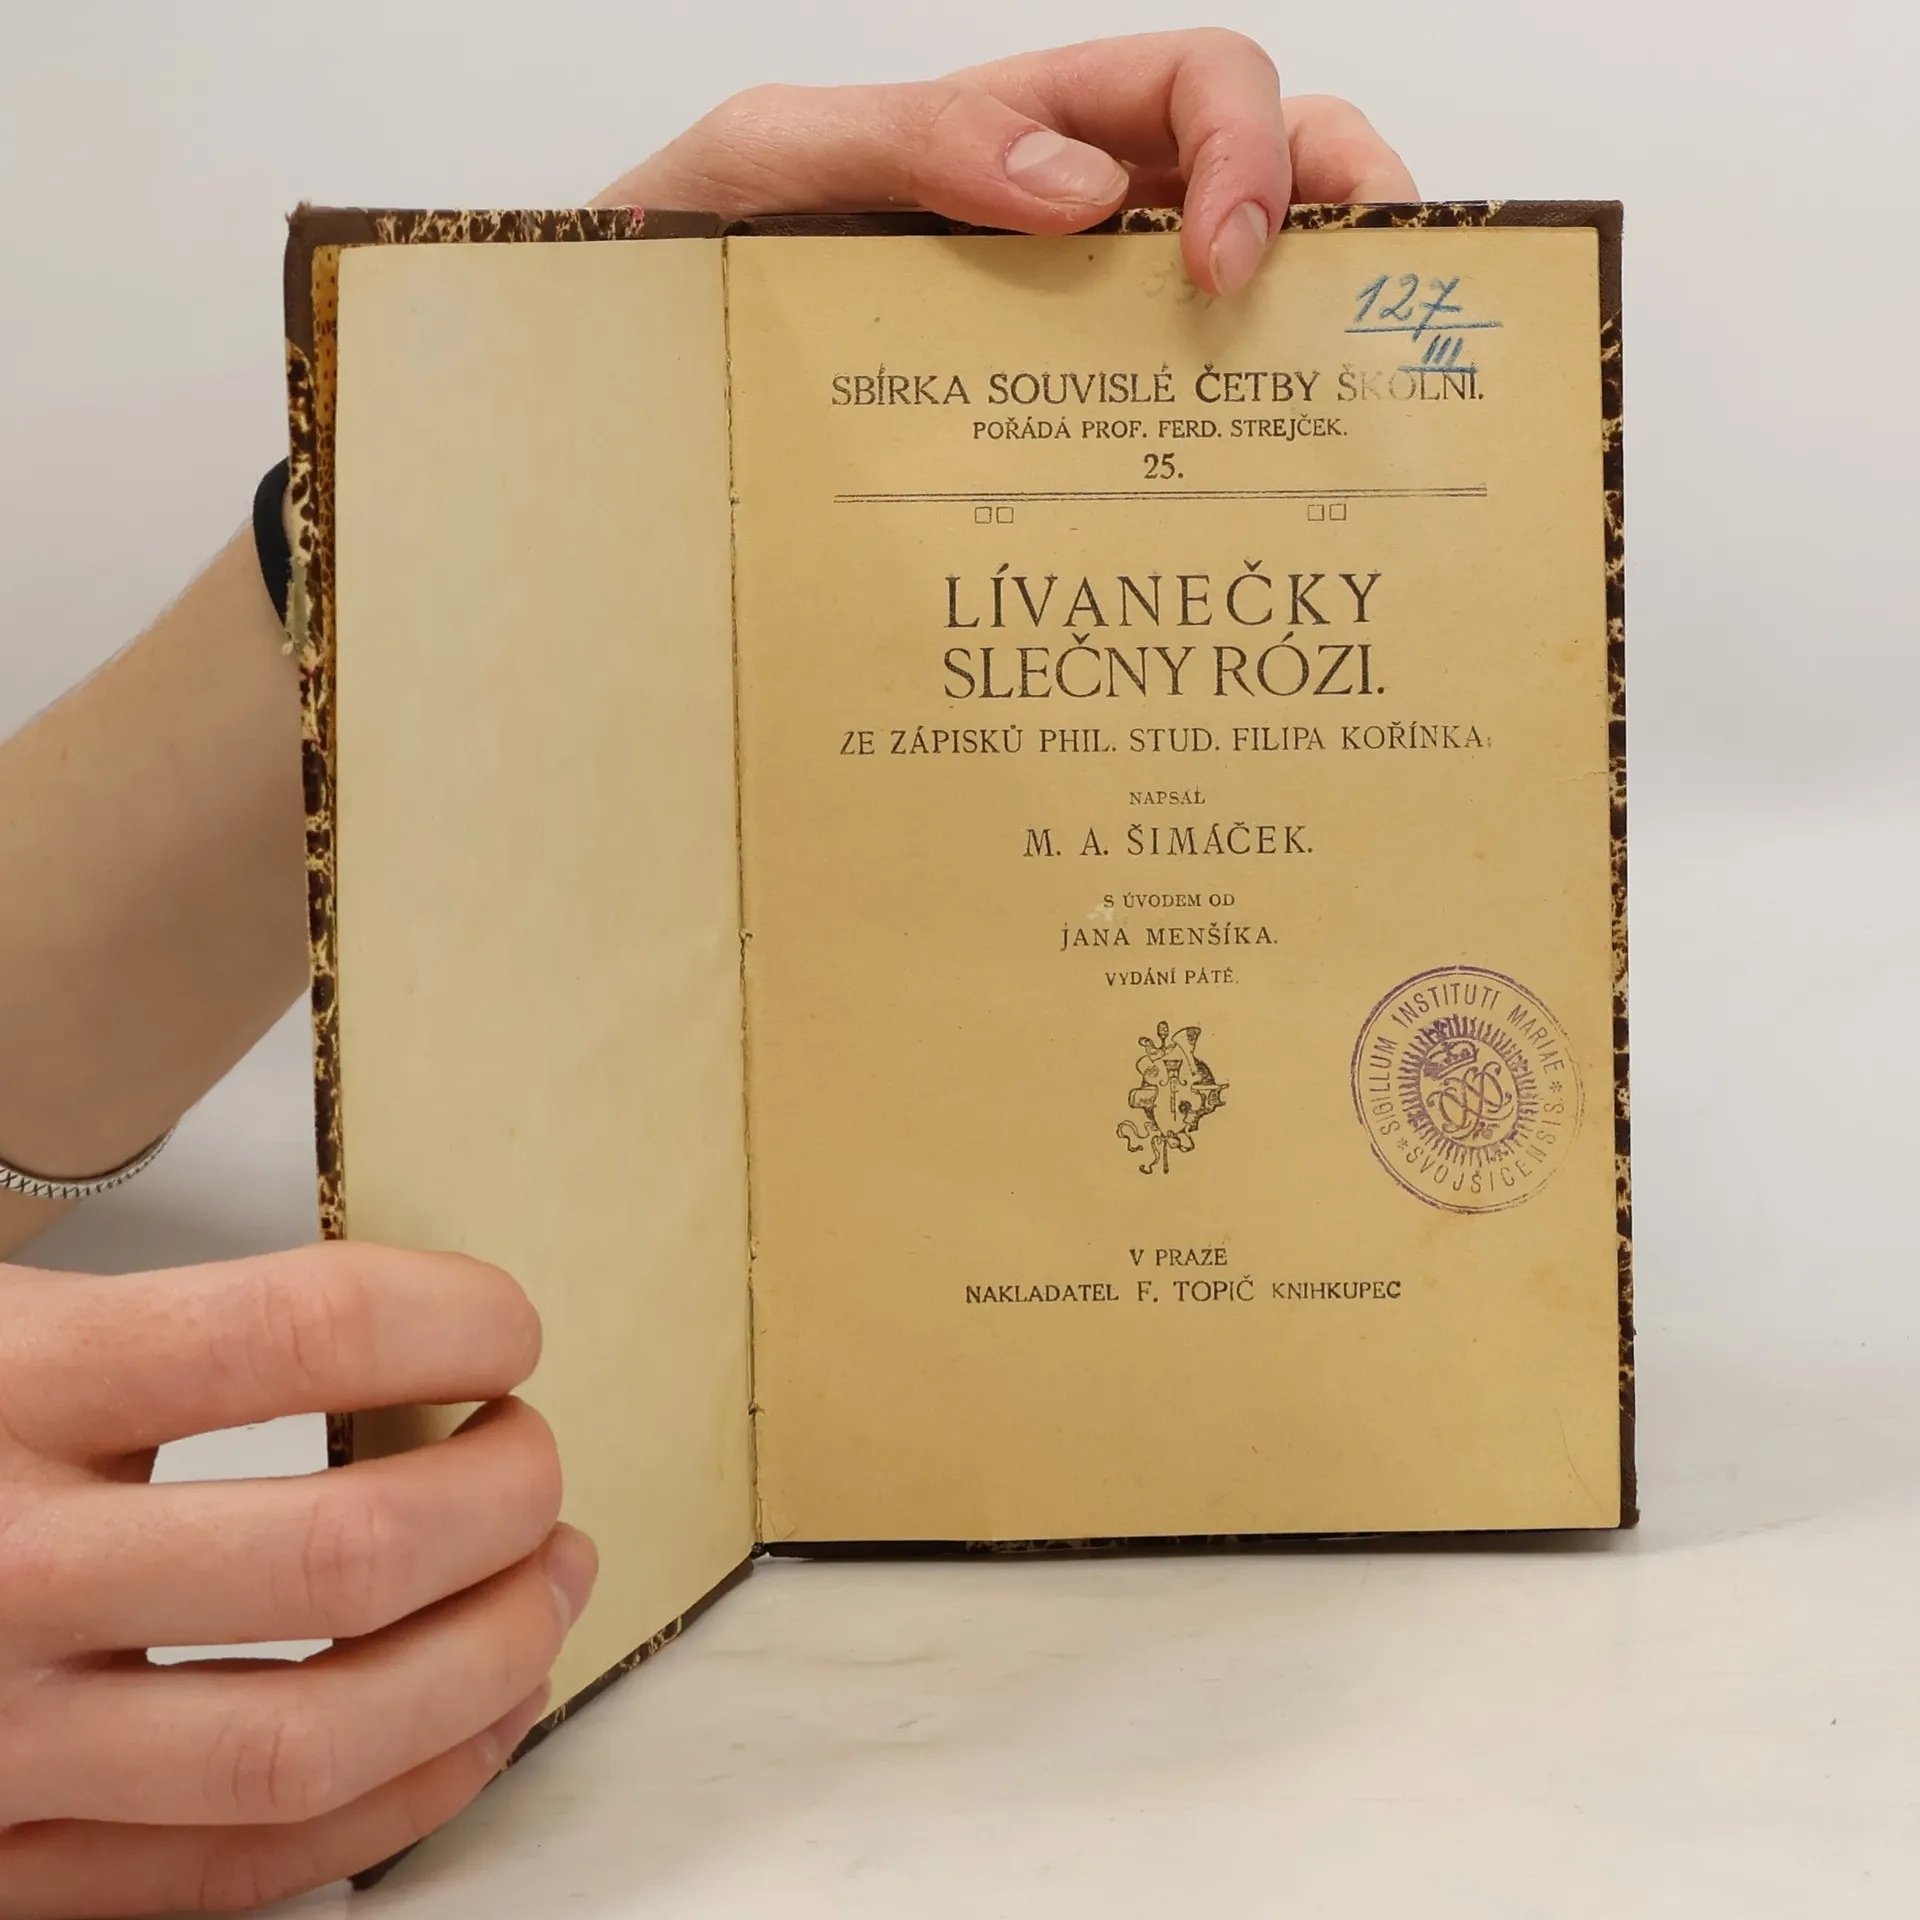 127
III
SBÍRKA SOUVISLÉ ČETBY ŠKOLNÍ.
POŘÁDÁ PROF. FERD. STREJČEK.
25.
LÍVANEČKY
SLEČNY RÓZI.
ZE ZÁPISKŮ PHIL. STUD. FILIPA KOŘÍNKA;
NAPSAL
M. A. ŠIMÁČEK.
S ÚVODEM OD
JANA MENŠÍKA.
VYDÁNÍ PÁTÉ.
SIGILLUM INSTITUTI MARIAE
* SVOJŠICENSIS *
V PRAZE
NAKLADATEL F. TOPIČ KNIHKUPEC